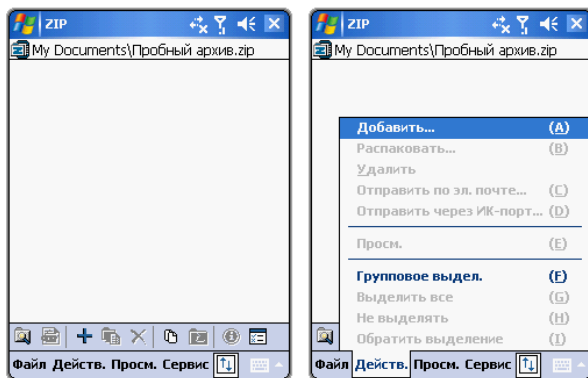 ZIP
My Documents\Пробный архив.zip
Файл Действ. Просм. Сервис
ZIP
My Documents\Пробный архив.zip
Добавить... (A)
Распаковать... (B)
Удалить
Отправить по эл. почте... (C)
Отправить через ИК-порт... (D)
Просм. (E)
Групповое выдел. (F)
Выделить все (G)
Не выделять (H)
Обратить выделение (I)
Файл Действ. Просм. Сервис